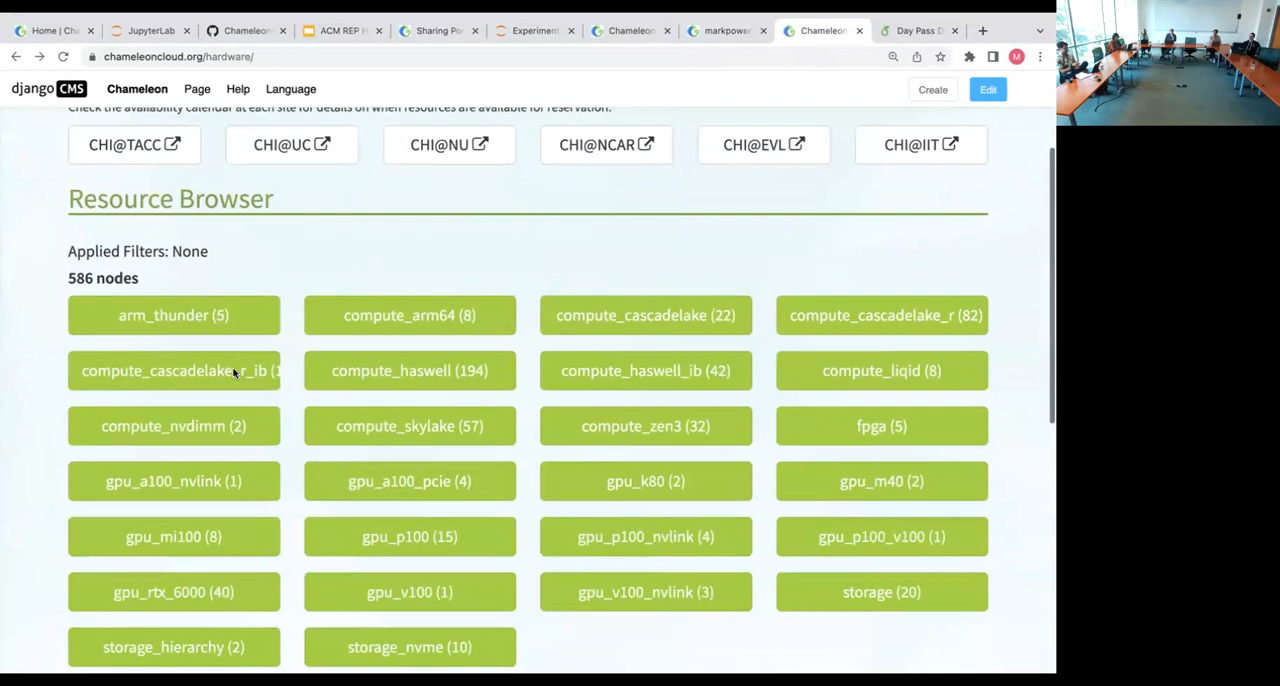 Home | Cha
JupyterLab
Chameleon
ACM REP H
Sharing Por
Experiment
Chameleon
markpower
Chameleon
Day Pass D
chameleoncloud.org/hardware/
M
django CMS Chameleon Page Help Language Create Edit
Check the availability calendar at each site for details on when resources are available for reservation.
CHI@TACC CHI@UC CHI@NU CHI@NCAR CHI@EVL CHI@IIT
Resource Browser
Applied Filters: None
586 nodes
arm_thunder (5) compute_arm64 (8) compute_cascadelake (22) compute_cascadelake_r (82)
compute_cascadelake_r_ib (1 compute_haswell (194) compute_haswell_ib (42) compute_liqid (8)
compute_nvdimm (2) compute_skylake (57) compute_zen3 (32) fpga (5)
gpu_a100_nvlink (1) gpu_a100_pcie (4) gpu_k80 (2) gpu_m40 (2)
gpu_mi100 (8) gpu_p100 (15) gpu_p100_nvlink (4) gpu_p100_v100 (1)
gpu_rtx_6000 (40) gpu_v100 (1) gpu_v100_nvlink (3) storage (20)
storage_hierarchy (2) storage_nvme (10)